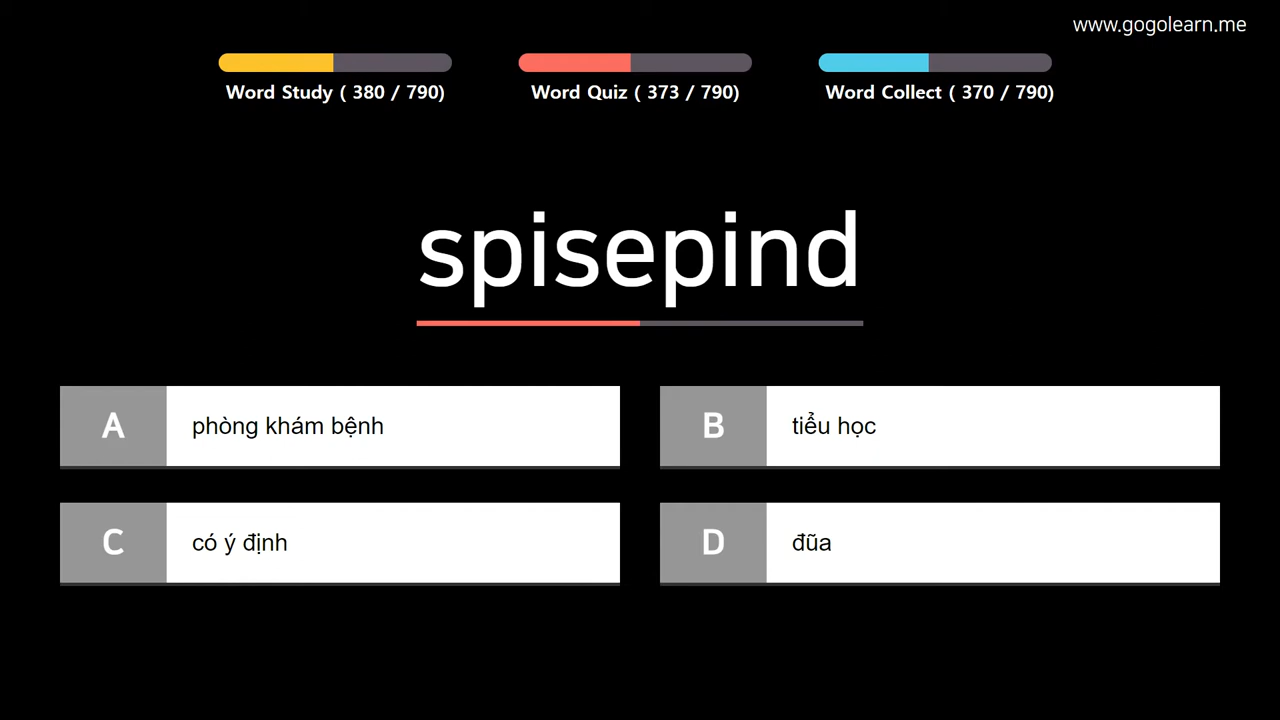 www.gogolearn.me
Word Study ( 380 / 790)
Word Quiz ( 373 / 790)
Word Collect ( 370 / 790)
spisepind
A phòng khám bệnh
B tiểu học
C có ý định
D đũa